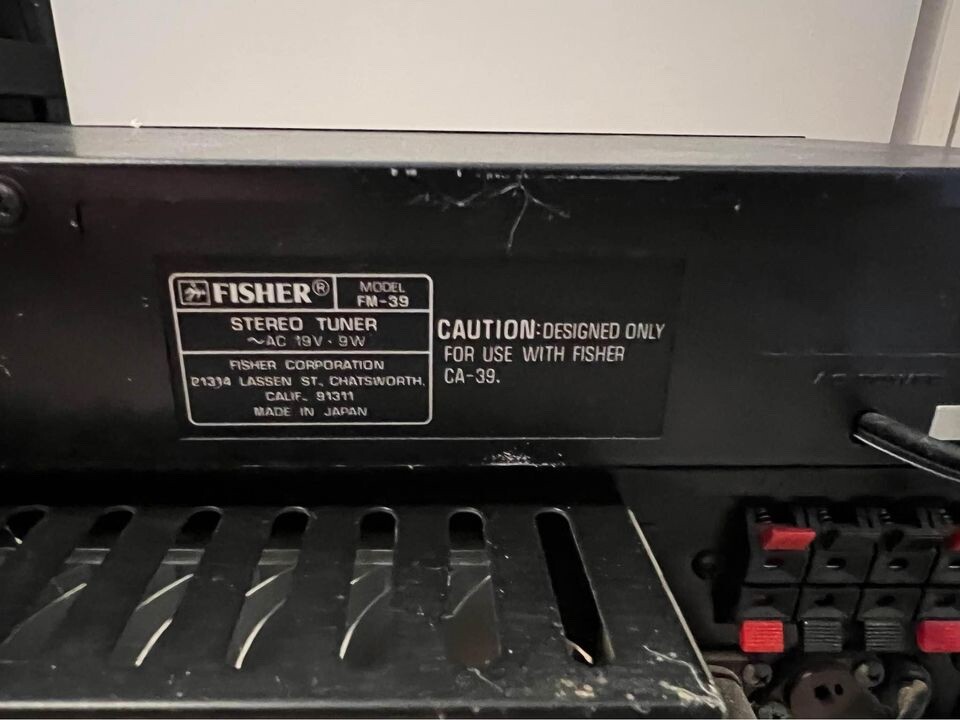 FISHER®
MODEL
FM-39
STEREO TUNER
~AC 19V · 9W
FISHER CORPORATION
21314 LASSEN ST., CHATSWORTH,
CALIF. 91311
MADE IN JAPAN
CAUTION: DESIGNED ONLY
FOR USE WITH FISHER
CA-39.